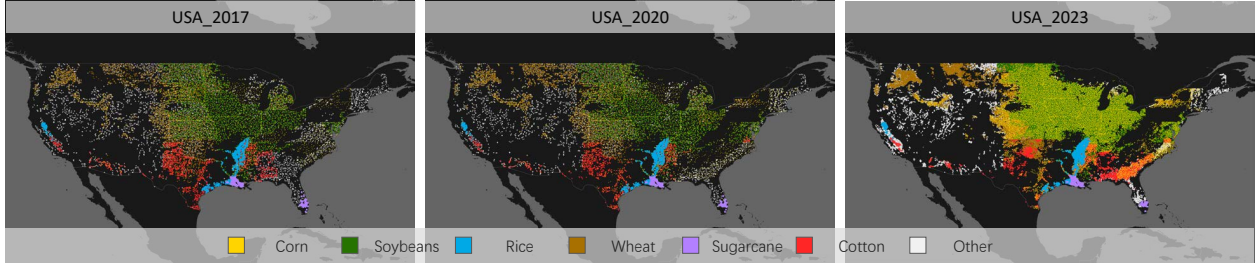 USA_2017
USA_2020
USA_2023
Corn Soybeans Rice Wheat Sugarcane Cotton Other